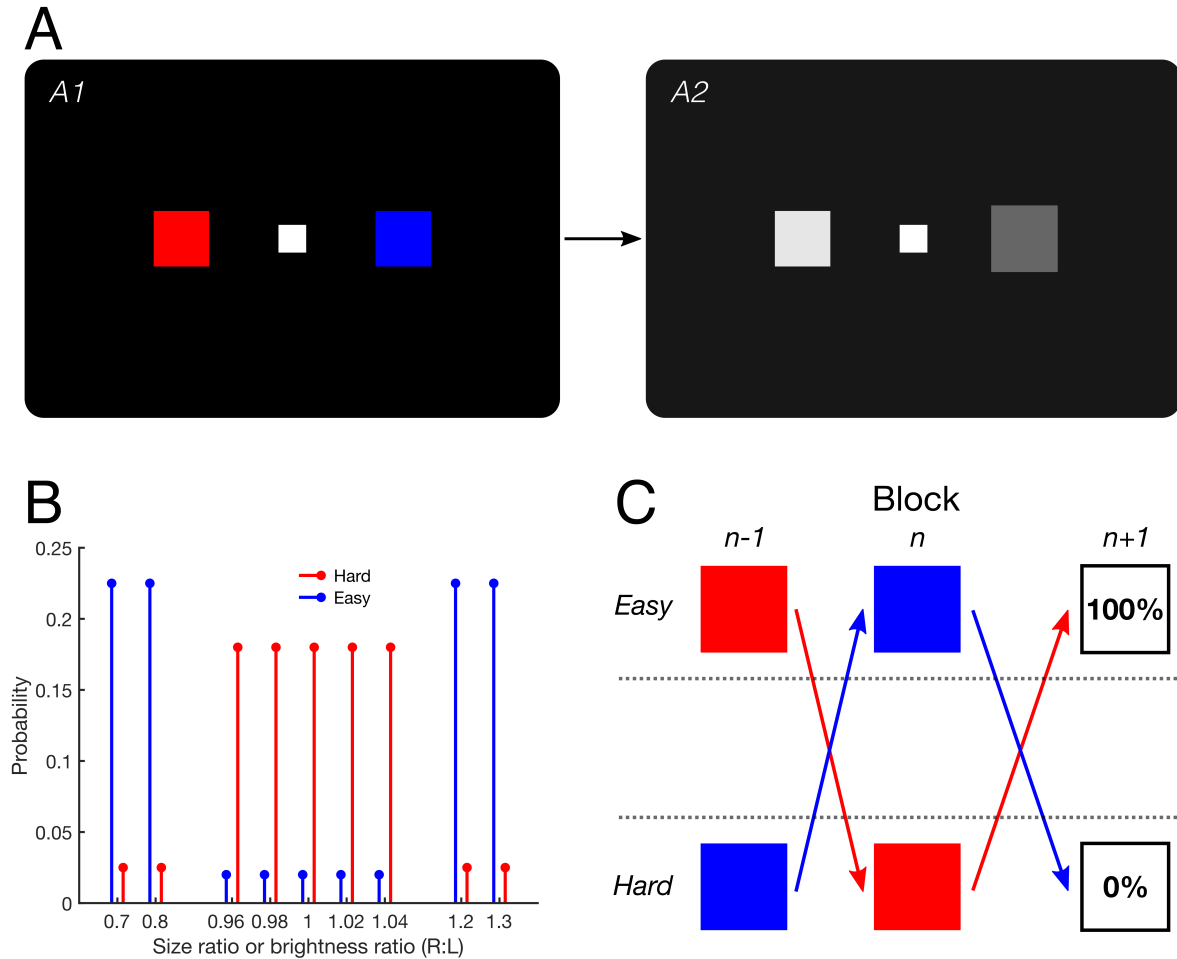 A
A1
A2
B
0.25
0.2
0.15
0.1
0.05
0
Probability
Hard
Easy
0.7 0.8 0.96 0.98 1 1.02 1.04 1.2 1.3
Size ratio or brightness ratio (R:L)
C
Block
n-1 n n+1
Easy
100%
Hard
0%